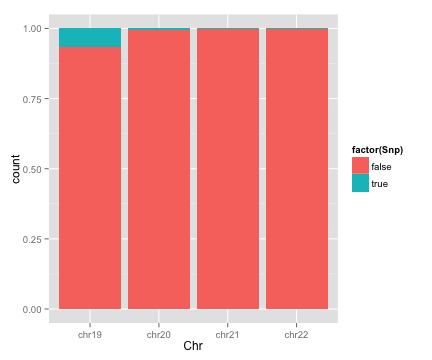 1.00
0.75
0.50
0.25
0.00
count
chr19 chr20 chr21 chr22
Chr
factor(Snp)
false
true